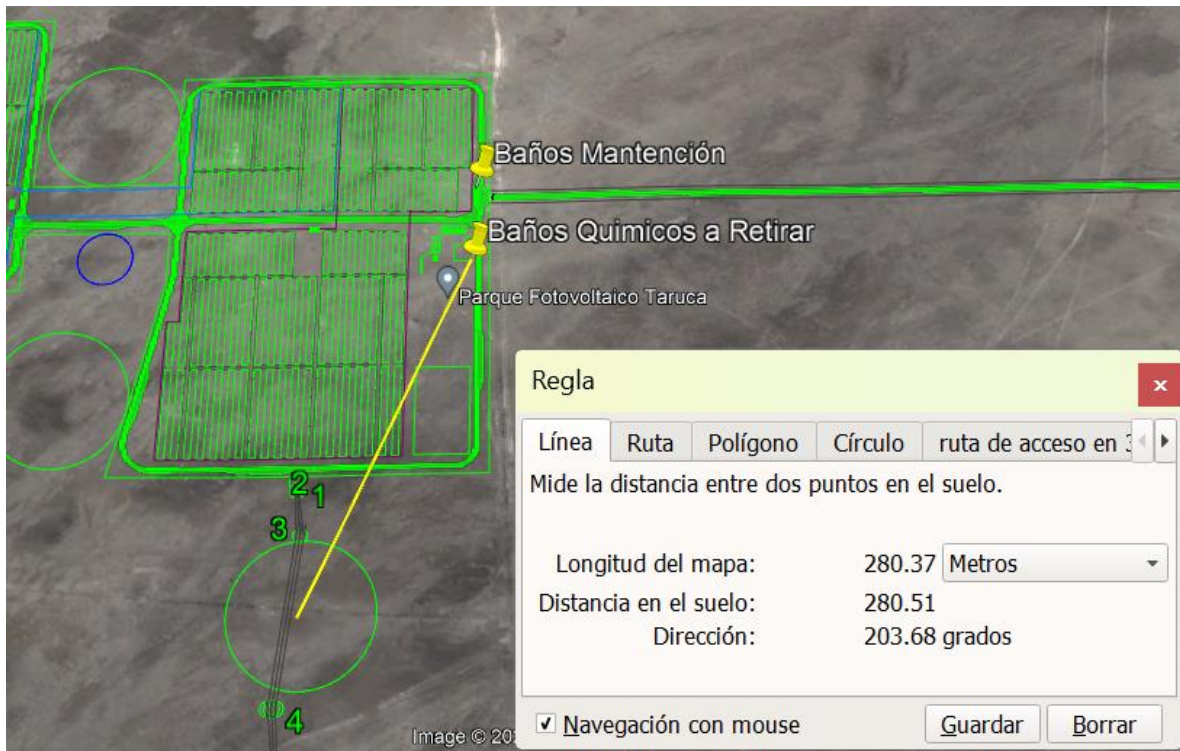 Baños Mantención
Baños Quimicos a Retirar
Parque Fotovoltaico Taruca
Regla
x
Línea Ruta Polígono Círculo ruta de acceso en
Mide la distancia entre dos puntos en el suelo.
Longitud del mapa: 280.37 Metros
Distancia en el suelo: 280.51
Dirección: 203.68 grados
2 1
3
4
Navegación con mouse Guardar Borrar
Image © 20